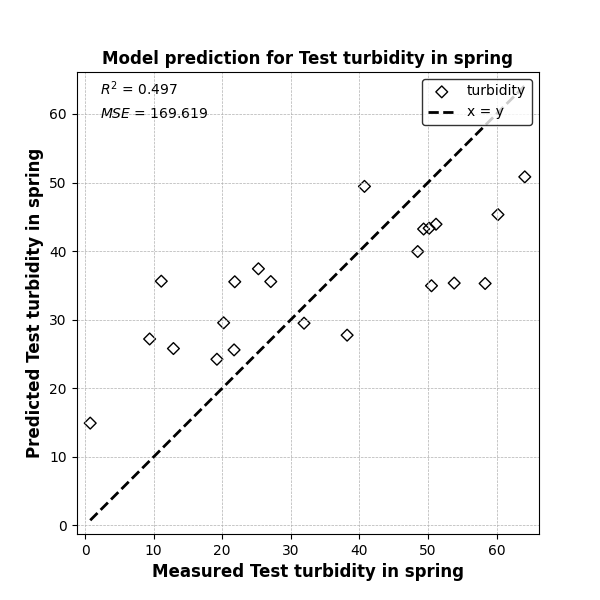 Model prediction for Test turbidity in spring
R² = 0.497
MSE = 169.619
turbidity
x = y
60
50
40
30
20
10
0
0 10 20 30 40 50 60
Predicted Test turbidity in spring
Measured Test turbidity in spring